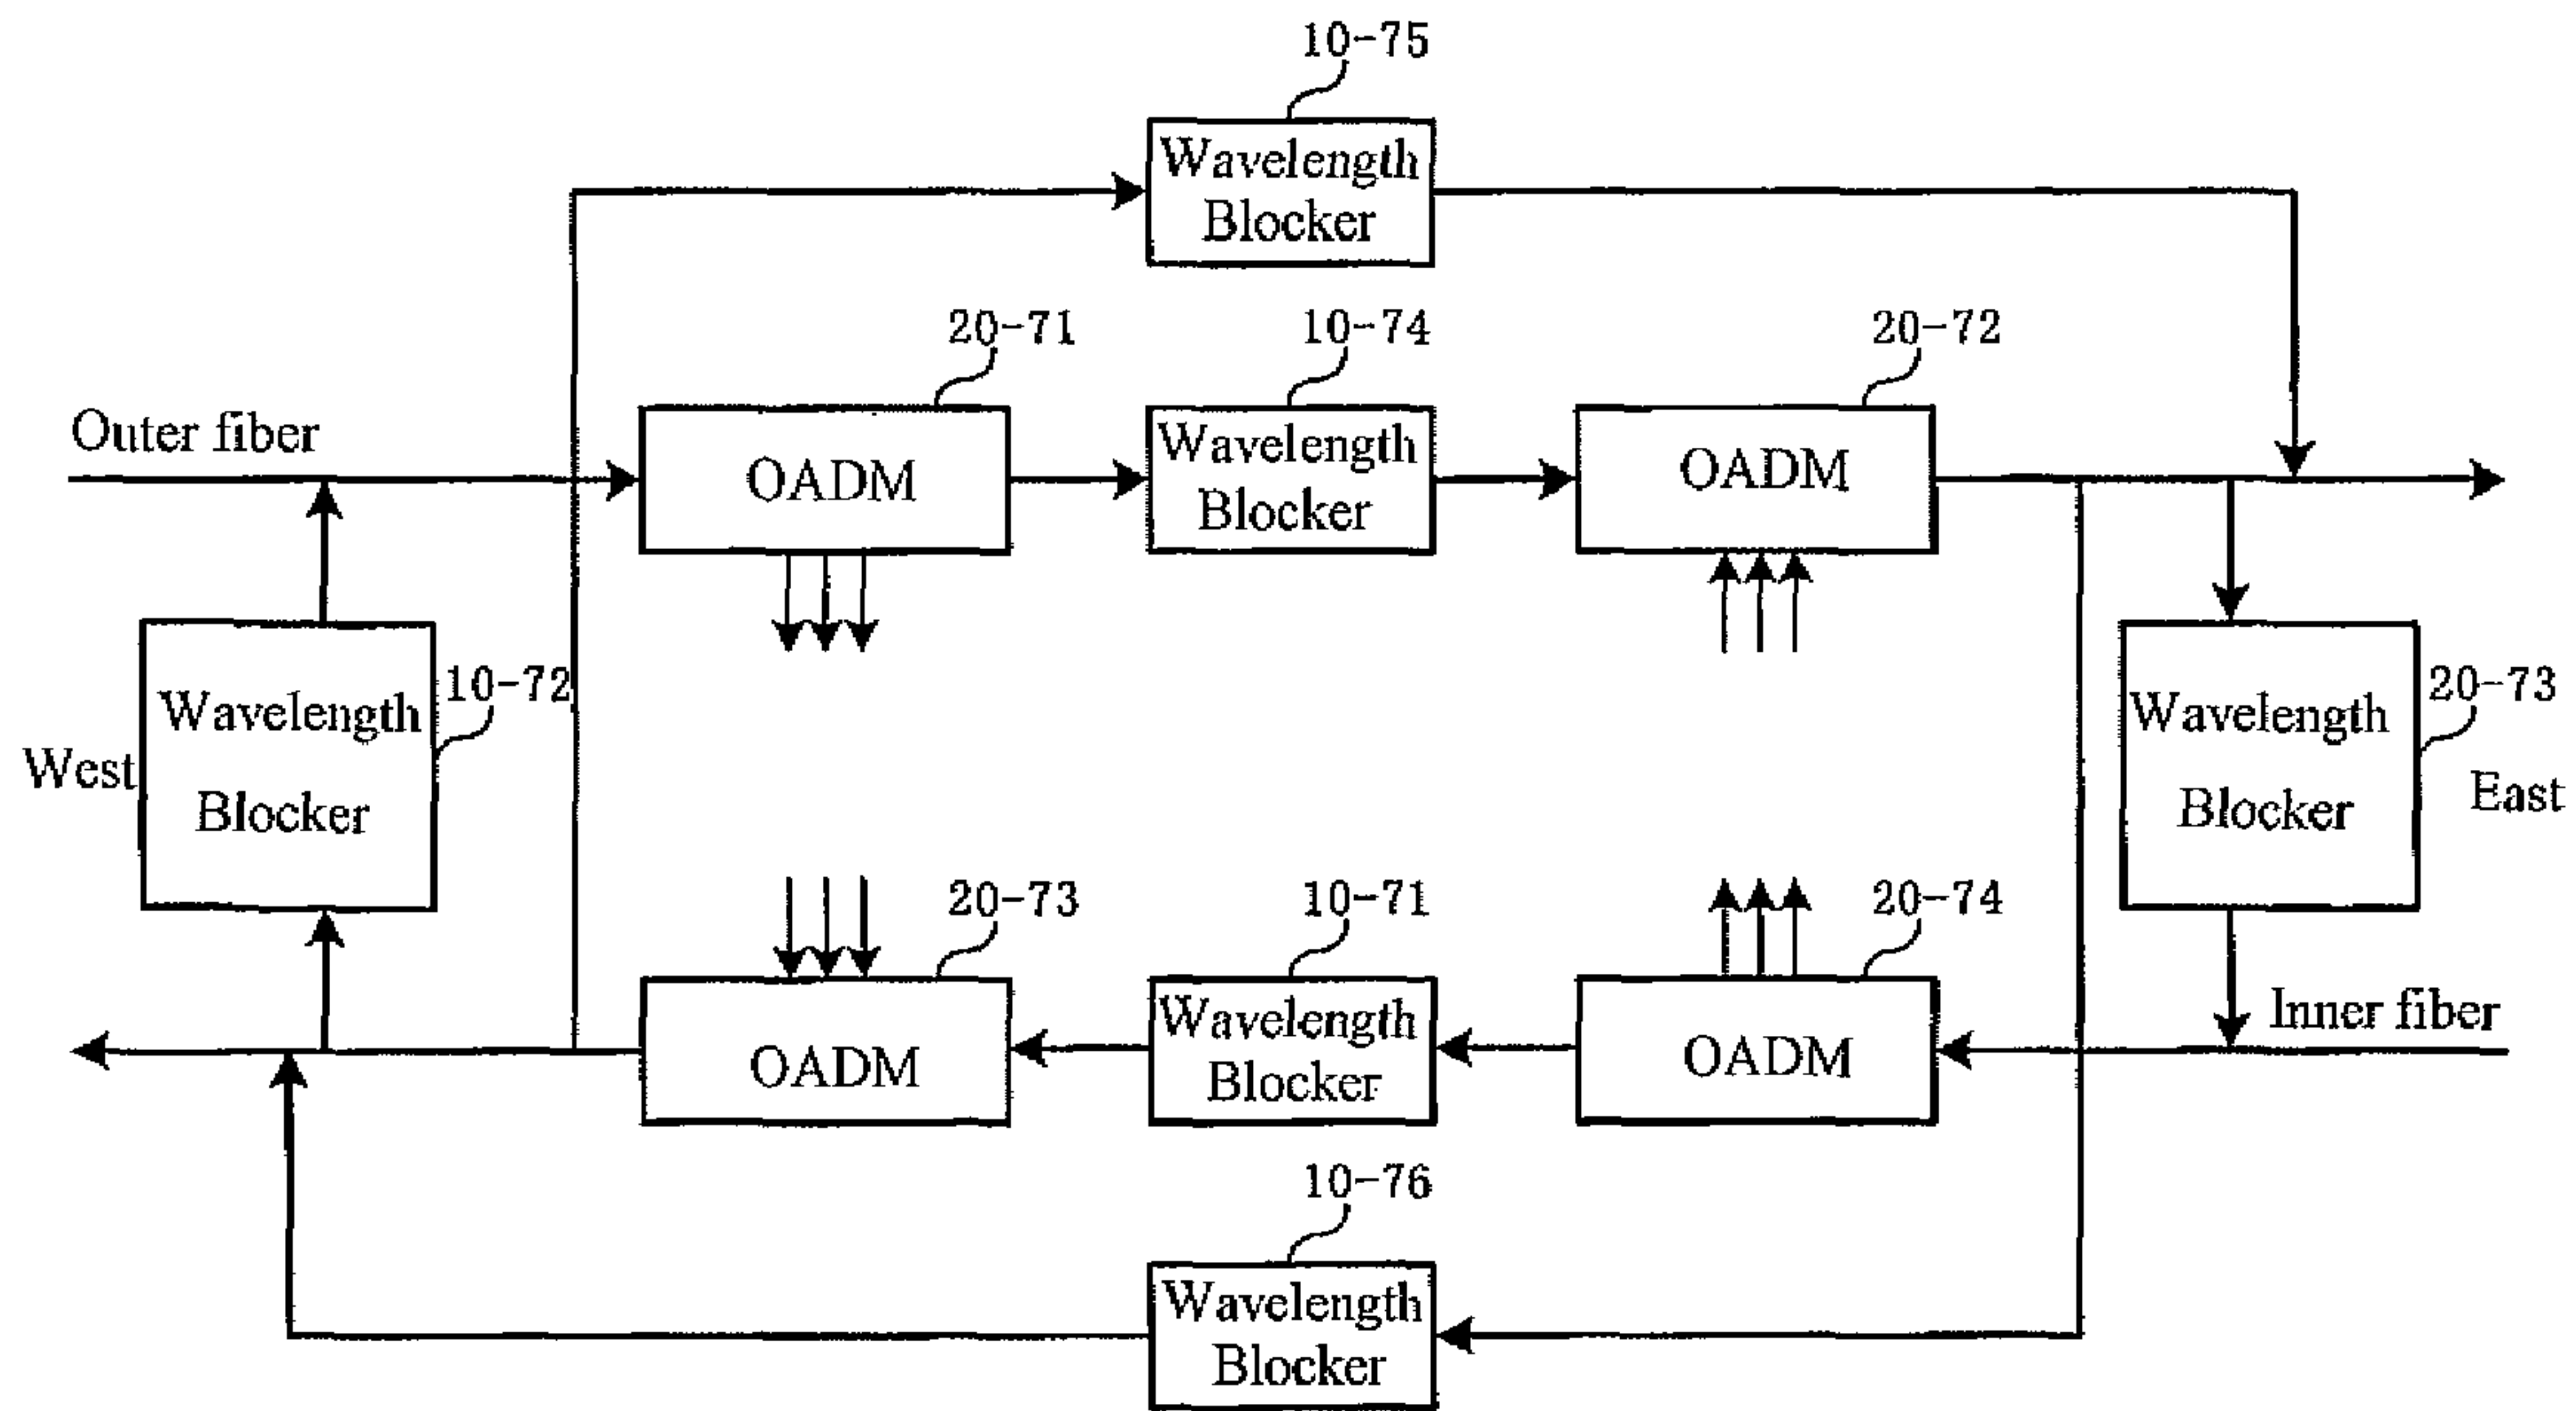 10-75
Wavelength
Blocker
20-71
10-74
20-72
Outer fiber
OADM
Wavelength
Blocker
OADM
10-72
Wavelength
Blocker
West
20-73
Wavelength
Blocker
East
20-73
10-71
20-74
Inner fiber
OADM
Wavelength
Blocker
OADM
10-76
Wavelength
Blocker